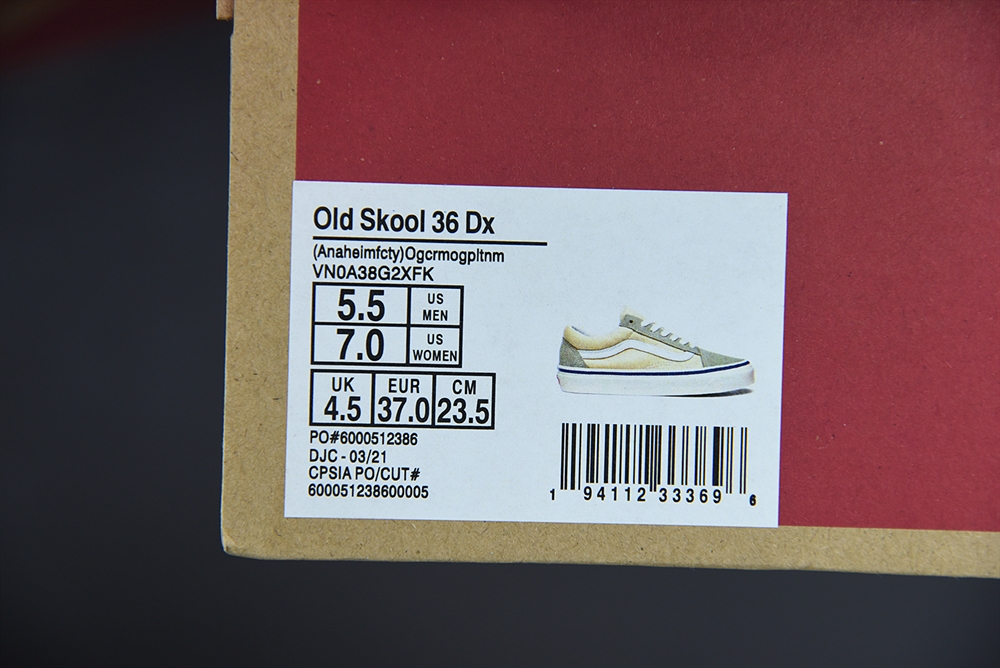 Old Skool 36 Dx
(Anaheimfcty)Ogcrmogpltnm
VN0A38G2XFK
5.5 US MEN
7.0 US WOMEN
UK EUR CM
4.5 37.0 23.5
PO#6000512386
DJC - 03/21
CPSIA PO/CUT#
600051238600005
1 94112 33369 6